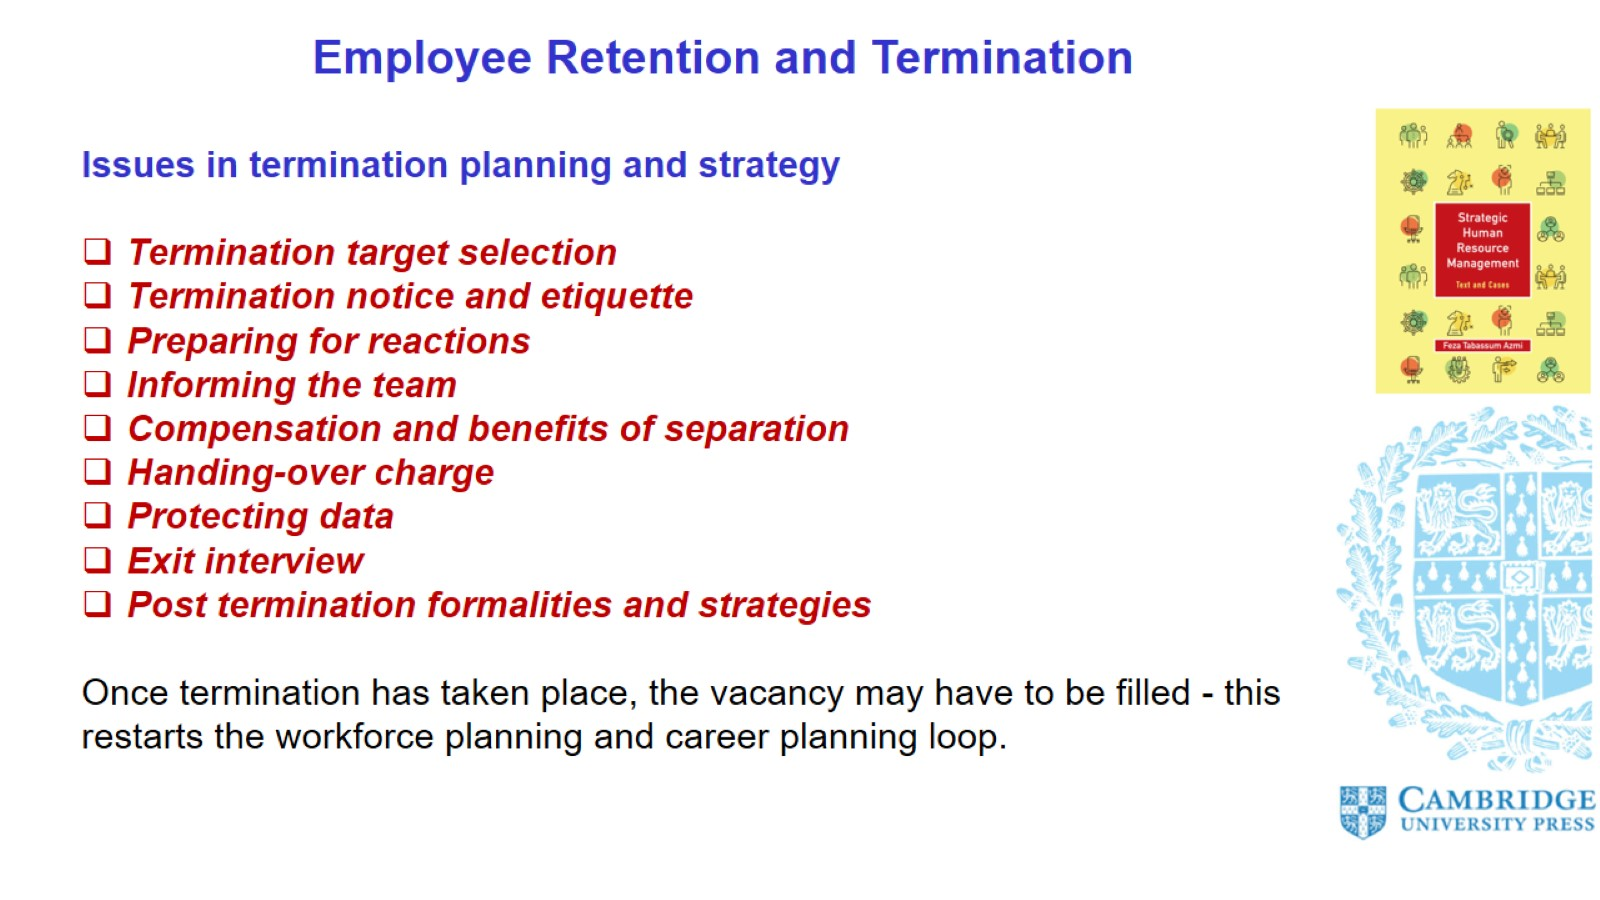 Employee Retention and Termination
Issues in termination planning and strategy
❑ Termination target selection
❑ Termination notice and etiquette
❑ Preparing for reactions
❑ Informing the team
❑ Compensation and benefits of separation
❑ Handing-over charge
❑ Protecting data
❑ Exit interview
❑ Post termination formalities and strategies
Once termination has taken place, the vacancy may have to be filled - this
restarts the workforce planning and career planning loop.
Strategic
Human
Resource
Management
Text and Cases
Feza Tabassum Azmi
CAMBRIDGE
UNIVERSITY PRESS